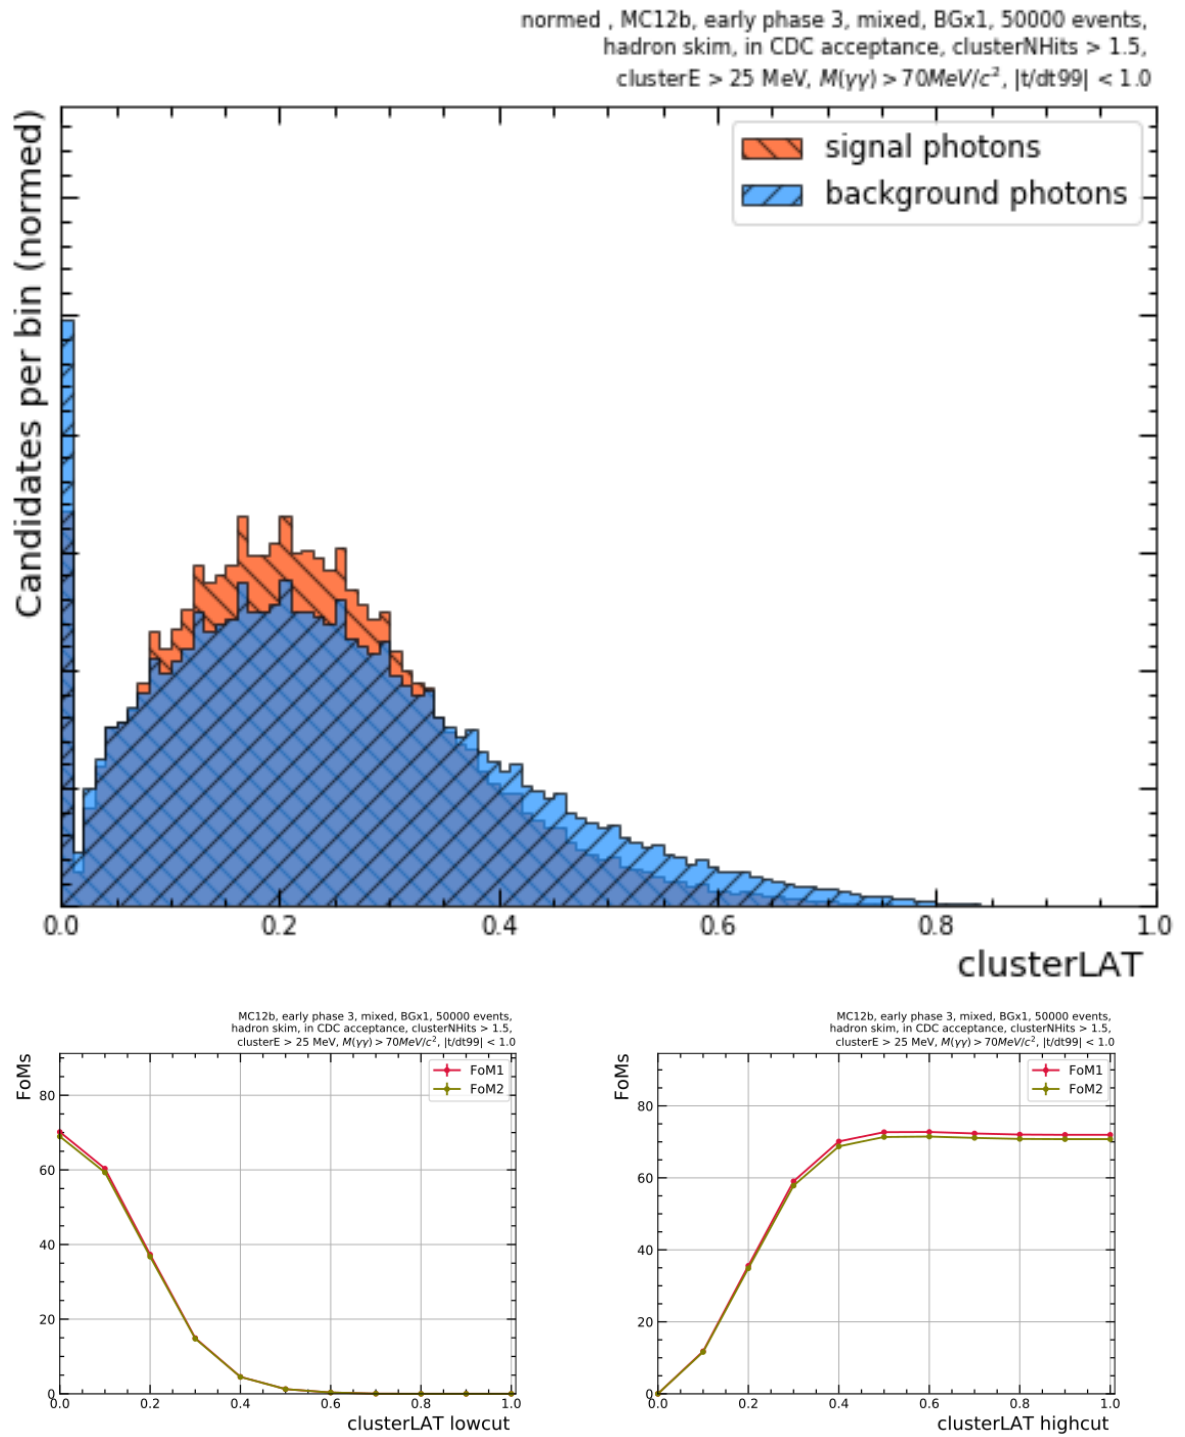 normed , MC12b, early phase 3, mixed, BGx1, 50000 events,
hadron skim, in CDC acceptance, clusterNHits > 1.5,
clusterE > 25 MeV, M(γγ) > 70MeV/c², |t/dt99| < 1.0
Candidates per bin (normed)
signal photons
background photons
0.0 0.2 0.4 0.6 0.8 1.0
clusterLAT
MC12b, early phase 3, mixed, BGx1, 50000 events,
hadron skim, in CDC acceptance, clusterNHits > 1.5,
clusterE > 25 MeV, M(γγ) > 70MeV/c², |t/dt99| < 1.0
FoMs
FoM1
FoM2
80
60
40
20
0
0.0 0.2 0.4 0.6 0.8 1.0
clusterLAT lowcut
MC12b, early phase 3, mixed, BGx1, 50000 events,
hadron skim, in CDC acceptance, clusterNHits > 1.5,
clusterE > 25 MeV, M(γγ) > 70MeV/c², |t/dt99| < 1.0
FoMs
FoM1
FoM2
80
60
40
20
0
0.0 0.2 0.4 0.6 0.8 1.0
clusterLAT highcut